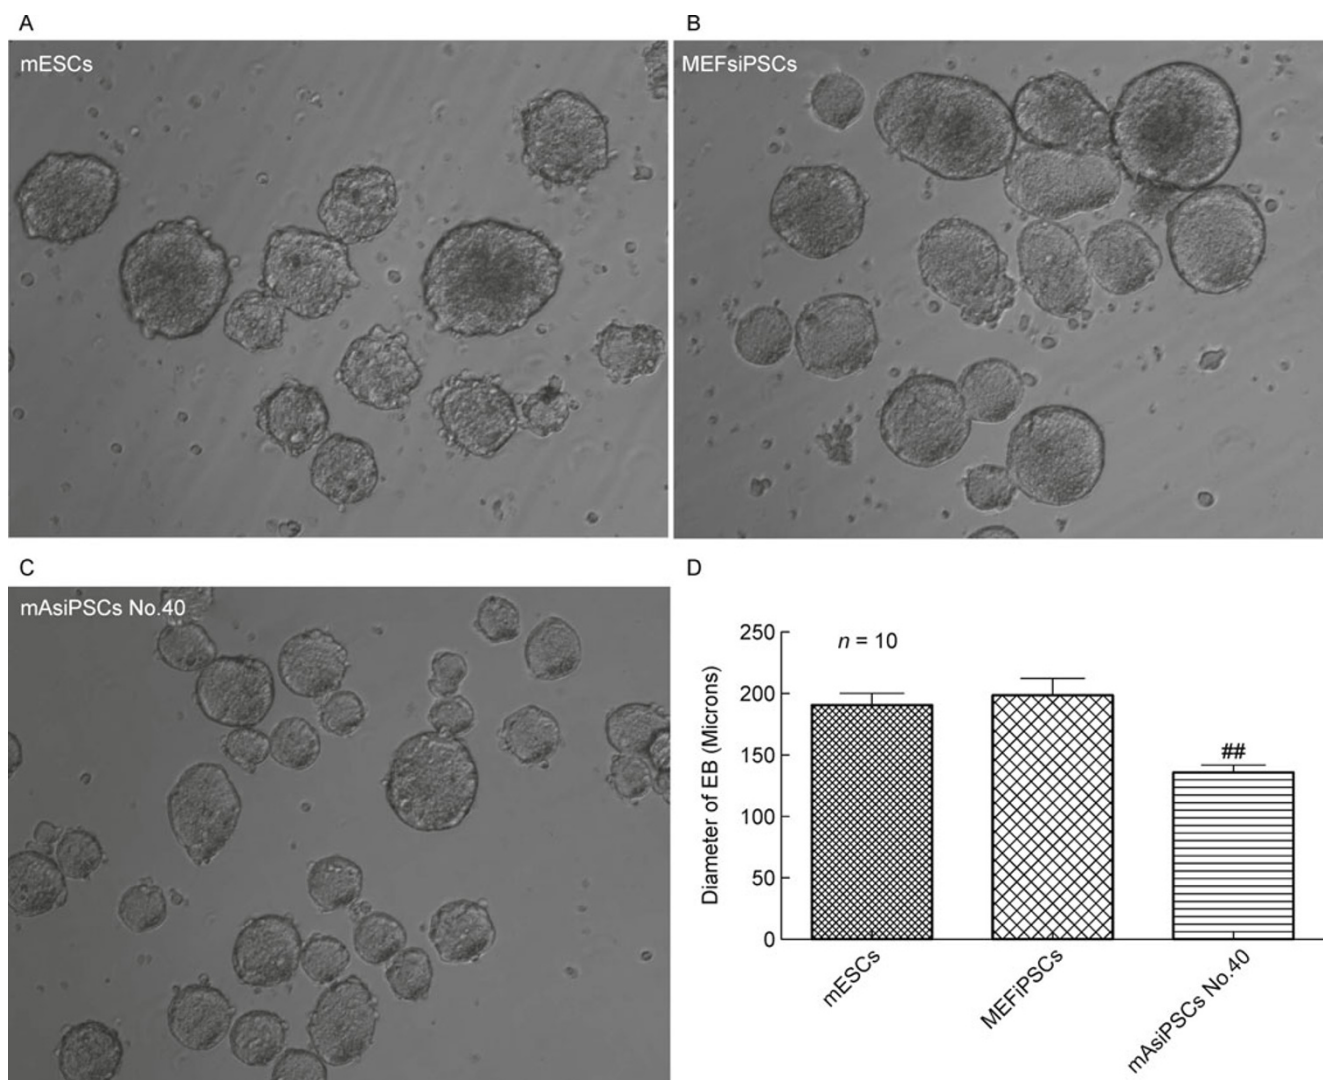 A
mESCs
B
MEFsiPSCs
C
mAsiPSCs No.40
D
250
200
150
100
50
0
Diameter of EB (Microns)
n = 10
##
mESCs
MEFiPSCs
mAsiPSCs No.40